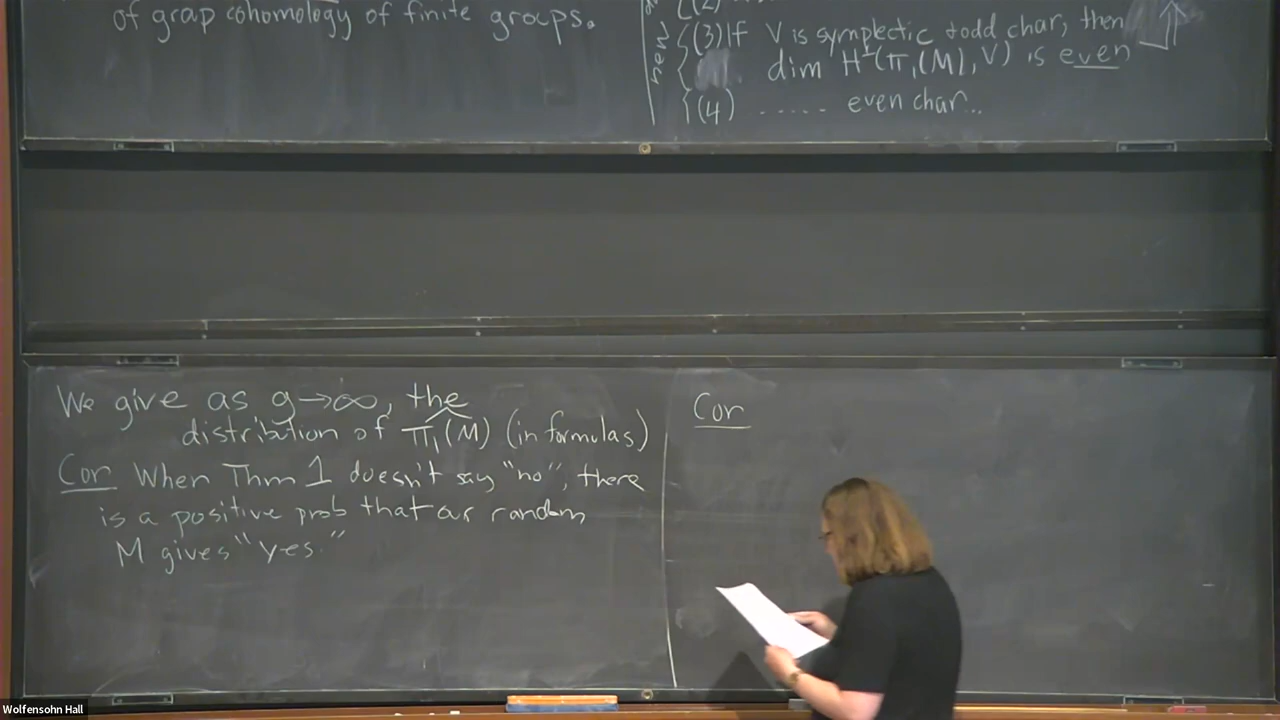 of grap cohomology of finite groups.
(2)
new
(3) If V is symplectic + odd char, then
dim H¹(π₁(M), V) is even
(4) ...... even char..
We give as g→∞, the
distribution of π̂₁(M) (in formulas)
Cor When Thm 1 doesn't say "no", there
is a positive prob that our random
M gives "yes."
Cor
Wolfensohn Hall